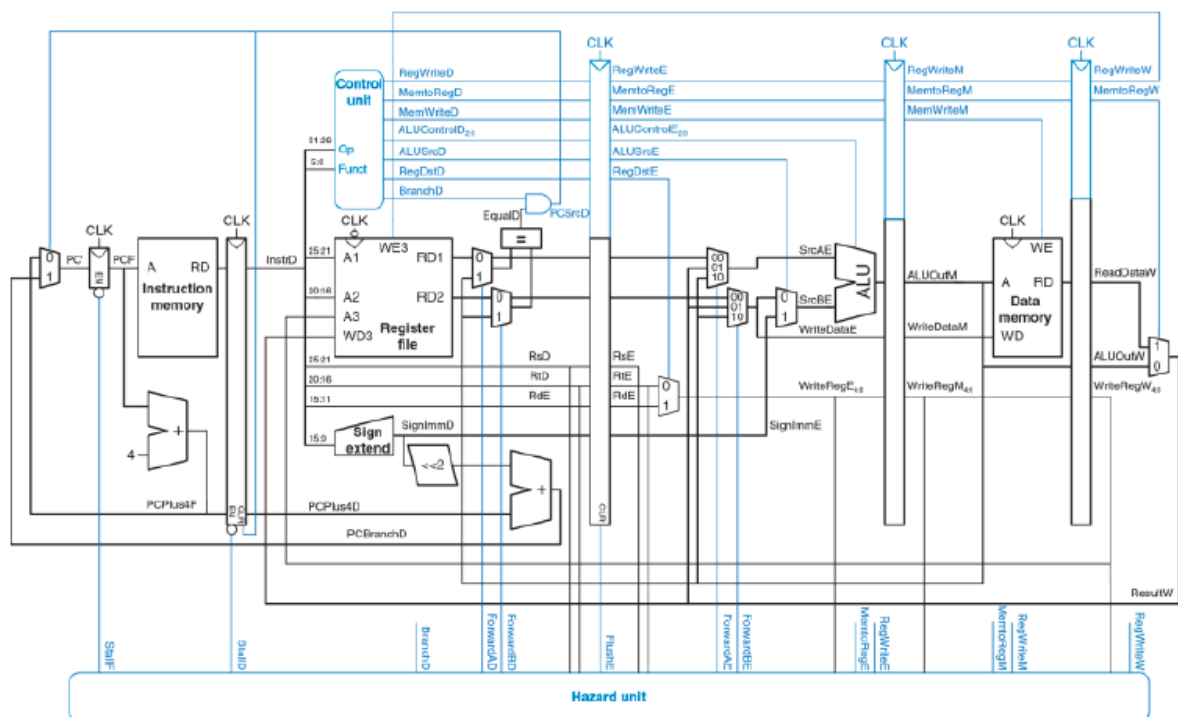 CLK
CLK
CLK
RegWriteD
RegWriteE
RegWriteM
RegWriteW
Control
unit
MemtoRegD
MemtoRegE
MemtoRegM
MemtoRegW
MemWriteD
MemWriteE
MemWriteM
ALUControlD2:0
ALUControlE2:0
31:26
Op
ALUSrcD
ALUSrcE
5:0
Funct
RegDstD
RegDstE
BranchD
PCSrcD
EqualD
CLK
CLK
CLK
CLK
0
1
PC'
PCF
EN
A
RD
Instruction
memory
InstrD
25:21
A1
WE3
RD1
0
1
=
00
01
10
SrcAE
ALU
ALUOutM
WE
A
RD
ReadDataW
20:16
A2
RD2
0
1
00
01
10
0
1
SrcBE
Data
memory
A3
WD3
Register
file
WriteDataE
WriteDataM
WD
ALUOutW
1
0
25:21
RsD
RsE
20:16
RtD
RtE
0
WriteRegE4:0
WriteRegM4:0
WriteRegW4:0
15:11
RdE
RdE
1
15:0
Sign
extend
SignImmD
SignImmE
+
4
<<2
+
PCPlus4F
EN
CLR
PCPlus4D
CLR
PCBranchD
ResultW
StallF
StallD
BranchD
ForwardAD
ForwardBD
FlushE
ForwardAE
ForwardBE
MemtoRegE
RegWriteE
MemtoRegM
RegWriteM
RegWriteW
Hazard unit